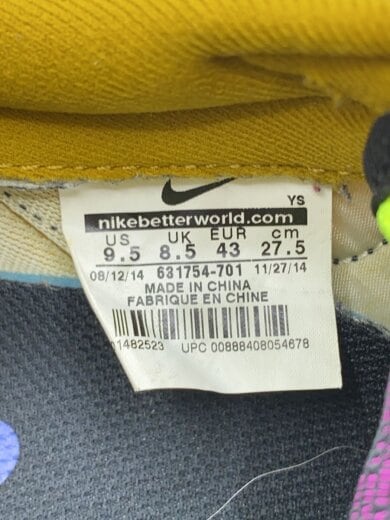 YS
nikebetterworld.com
US UK EUR cm
9.5 8.5 43 27.5
08/12/14 631754-701 11/27/14
MADE IN CHINA
FABRIQUE EN CHINE
1482523 UPC 00888408054678